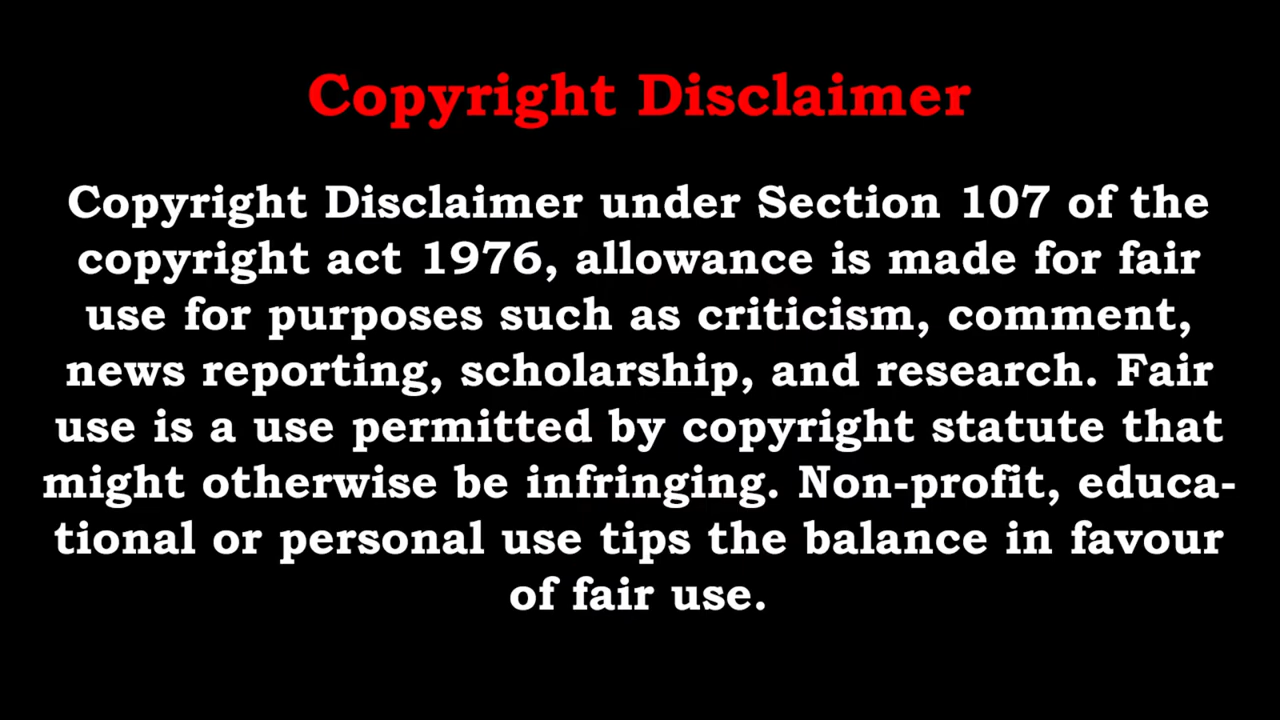 Copyright Disclaimer
Copyright Disclaimer under Section 107 of the
copyright act 1976, allowance is made for fair
use for purposes such as criticism, comment,
news reporting, scholarship, and research. Fair
use is a use permitted by copyright statute that
might otherwise be infringing. Non-profit, educa-
tional or personal use tips the balance in favour
of fair use.